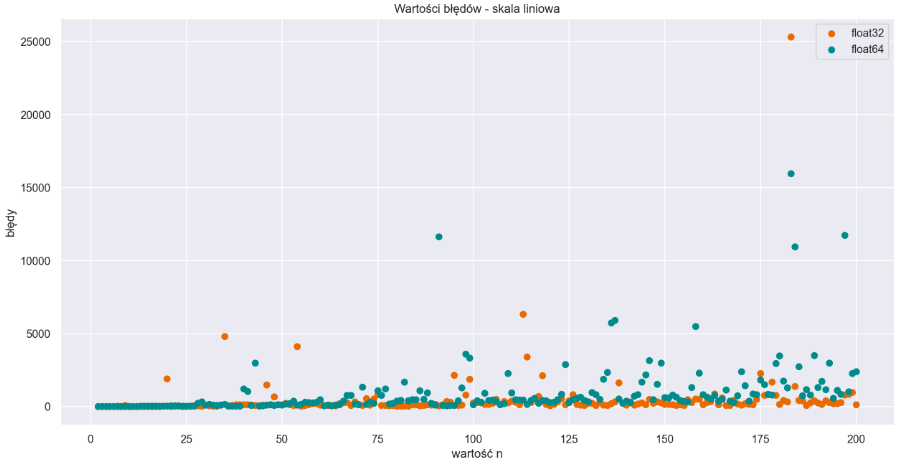 Wartości błędów - skala liniowa
float32
float64
25000
20000
15000
10000
5000
0
błędy
0 25 50 75 100 125 150 175 200
wartość n